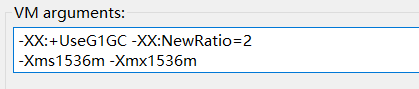 VM arguments:
-XX:+UseG1GC -XX:NewRatio=2
-Xms1536m -Xmx1536m